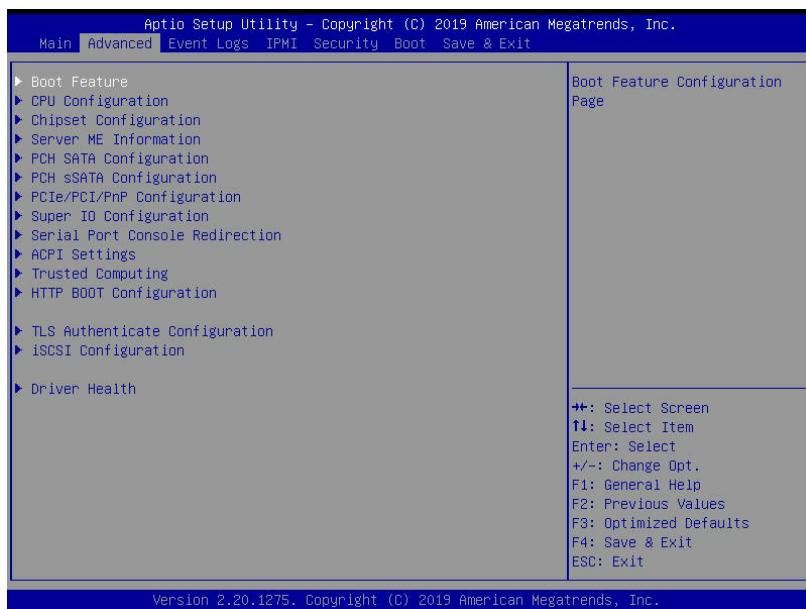 Aptio Setup Utility – Copyright (C) 2019 American Megatrends, Inc.
Main Advanced Event Logs IPMI Security Boot Save & Exit
Boot Feature
CPU Configuration
Chipset Configuration
Server ME Information
PCH SATA Configuration
PCH sSATA Configuration
PCIe/PCI/PnP Configuration
Super IO Configuration
Serial Port Console Redirection
ACPI Settings
Trusted Computing
HTTP BOOT Configuration
TLS Authenticate Configuration
iSCSI Configuration
Driver Health
Boot Feature Configuration
Page
→←: Select Screen
↑↓: Select Item
Enter: Select
+/-: Change Opt.
F1: General Help
F2: Previous Values
F3: Optimized Defaults
F4: Save & Exit
ESC: Exit
Version 2.20.1275. Copyright (C) 2019 American Megatrends, Inc.